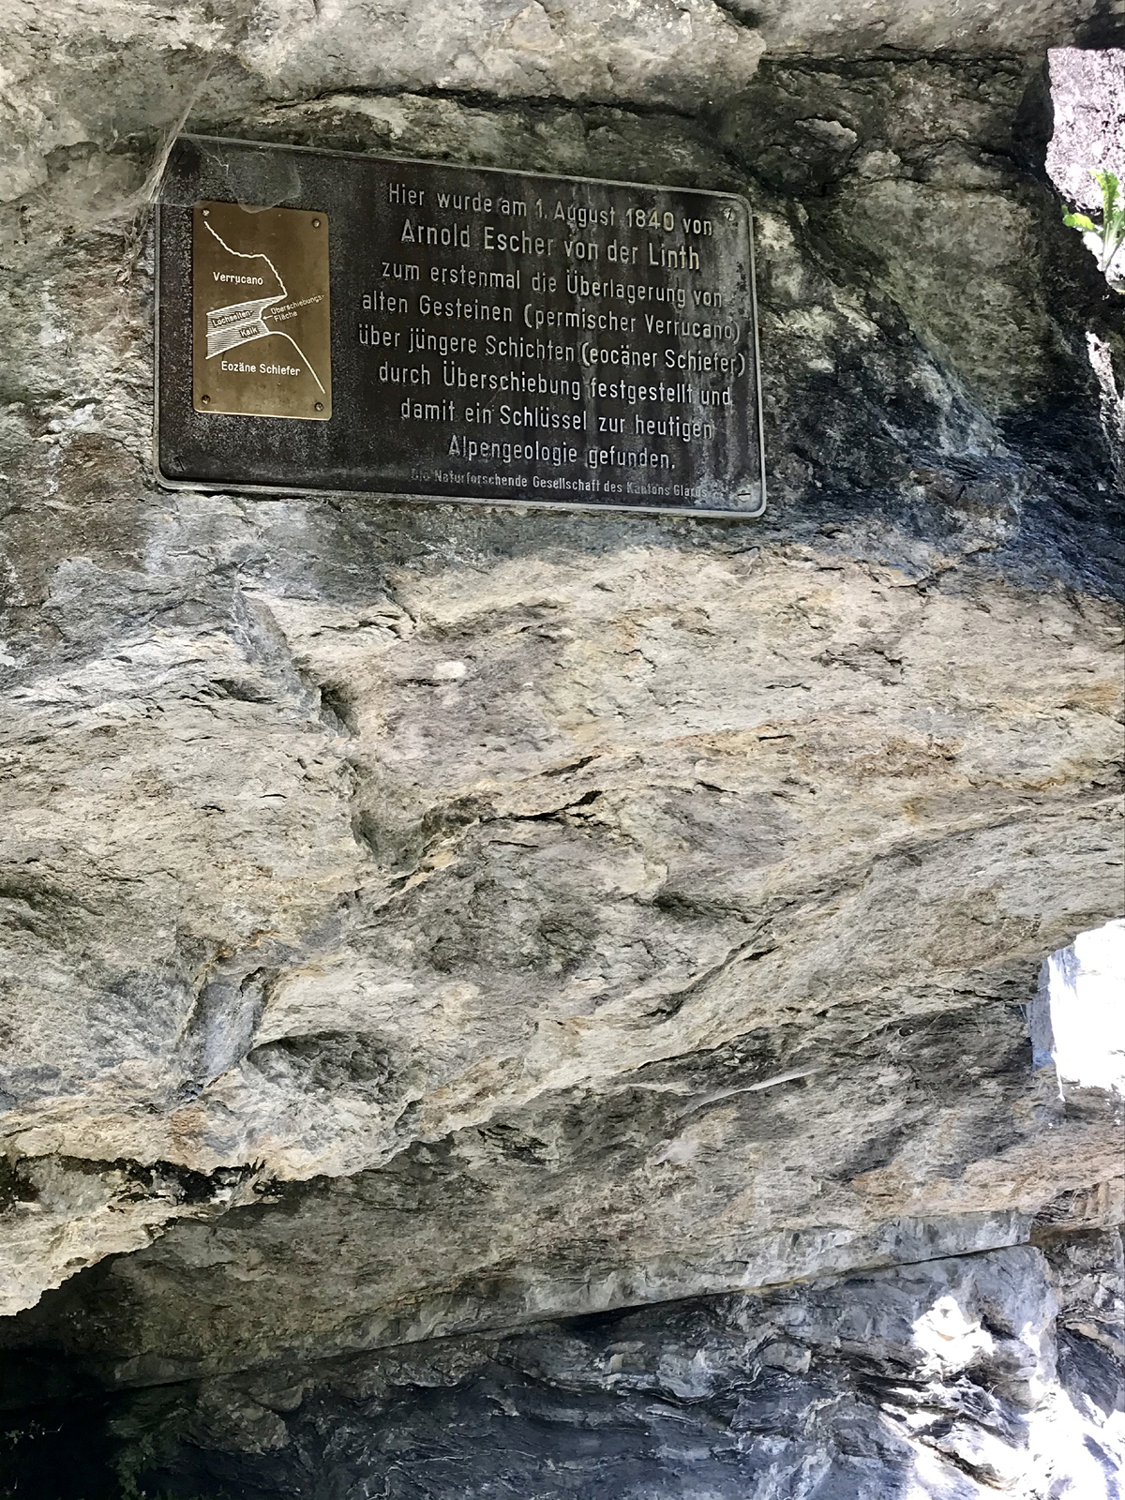 Hier wurde am 1. August 1840 von
Arnold Escher von der Linth
zum erstenmal die Überlagerung von
alten Gesteinen (permischer Verrucano)
über jüngere Schichten (eocäner Schiefer)
durch Überschiebung festgestellt und
damit ein Schlüssel zur heutigen
Alpengeologie gefunden.
Die Naturforschende Gesellschaft des Kantons Glarus
Verrucano
Lochseiten-
Kalk
Überschiebungs-
Fläche
Eozäne Schiefer